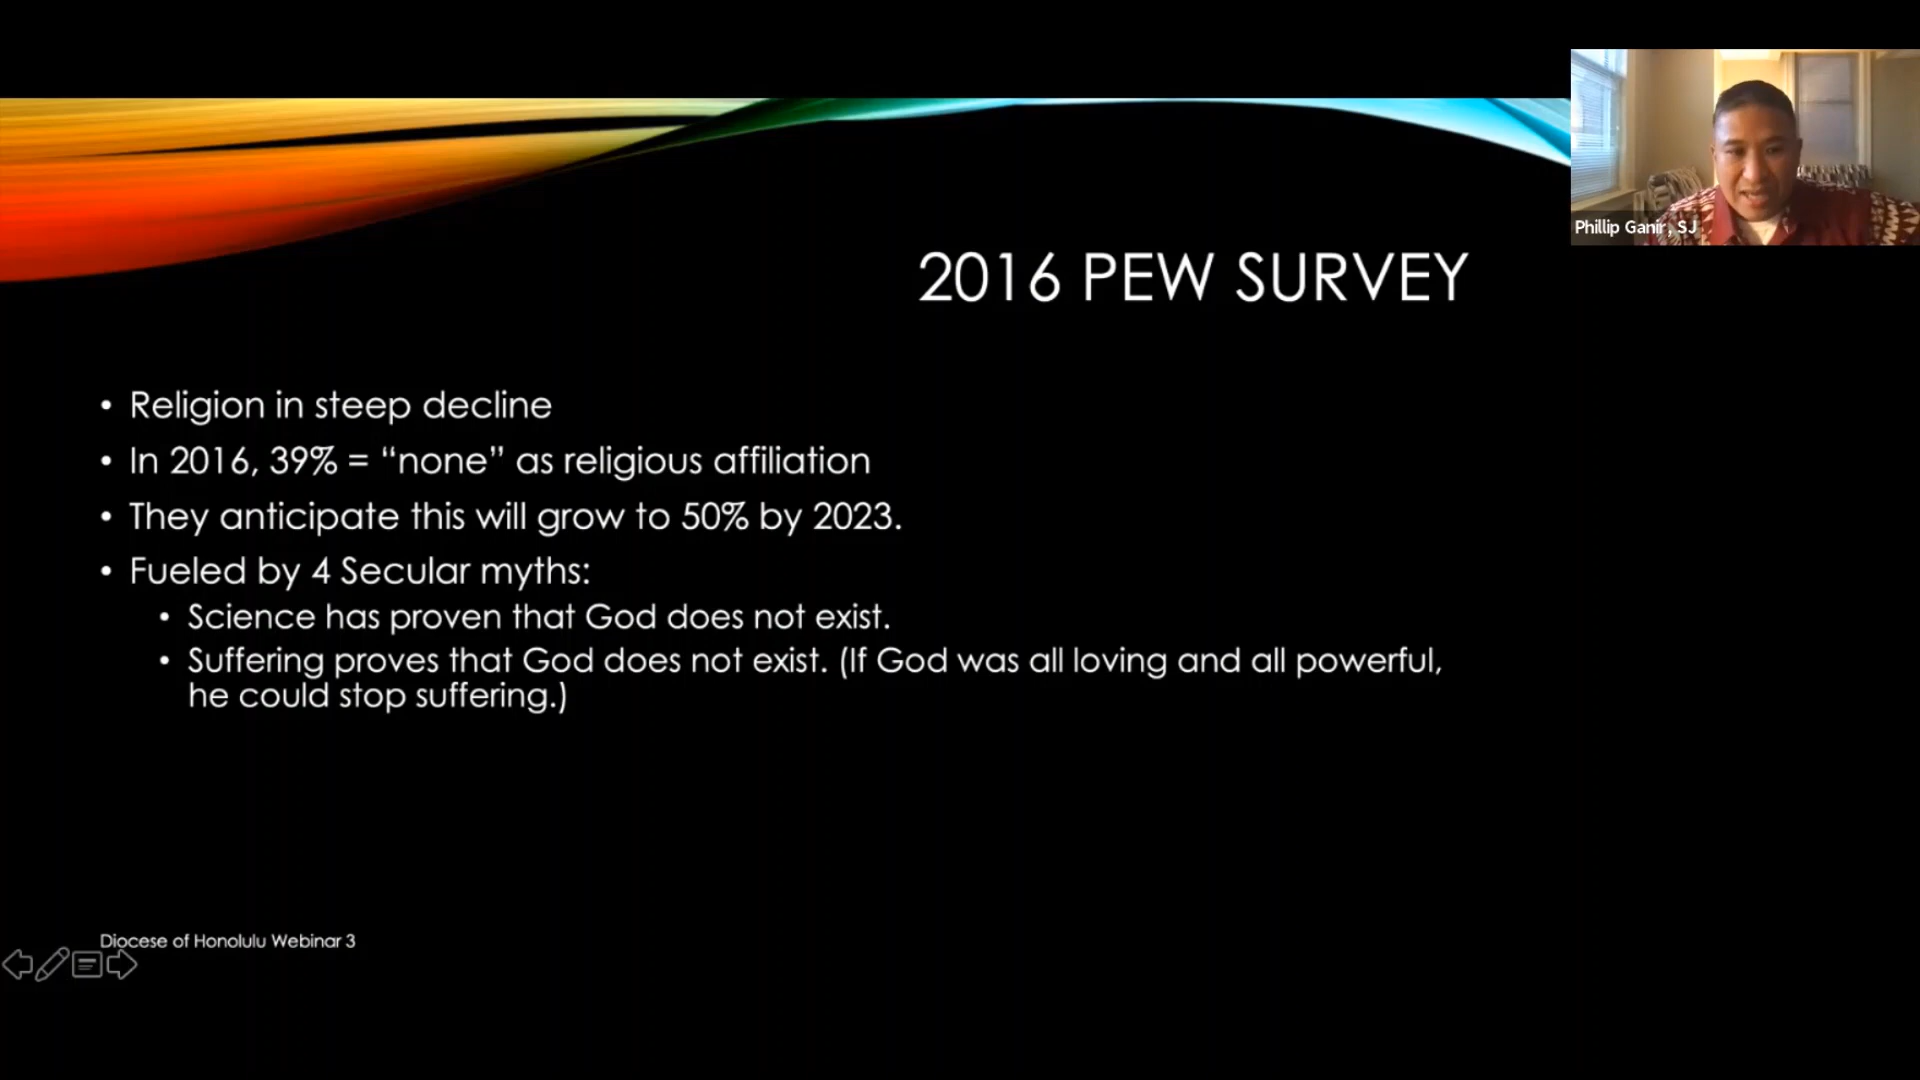 Phillip Ganir, SJ
2016 PEW SURVEY
• Religion in steep decline
• In 2016, 39% = “none” as religious affiliation
• They anticipate this will grow to 50% by 2023.
• Fueled by 4 Secular myths:
• Science has proven that God does not exist.
• Suffering proves that God does not exist. (If God was all loving and all powerful,
he could stop suffering.)
Diocese of Honolulu Webinar 3